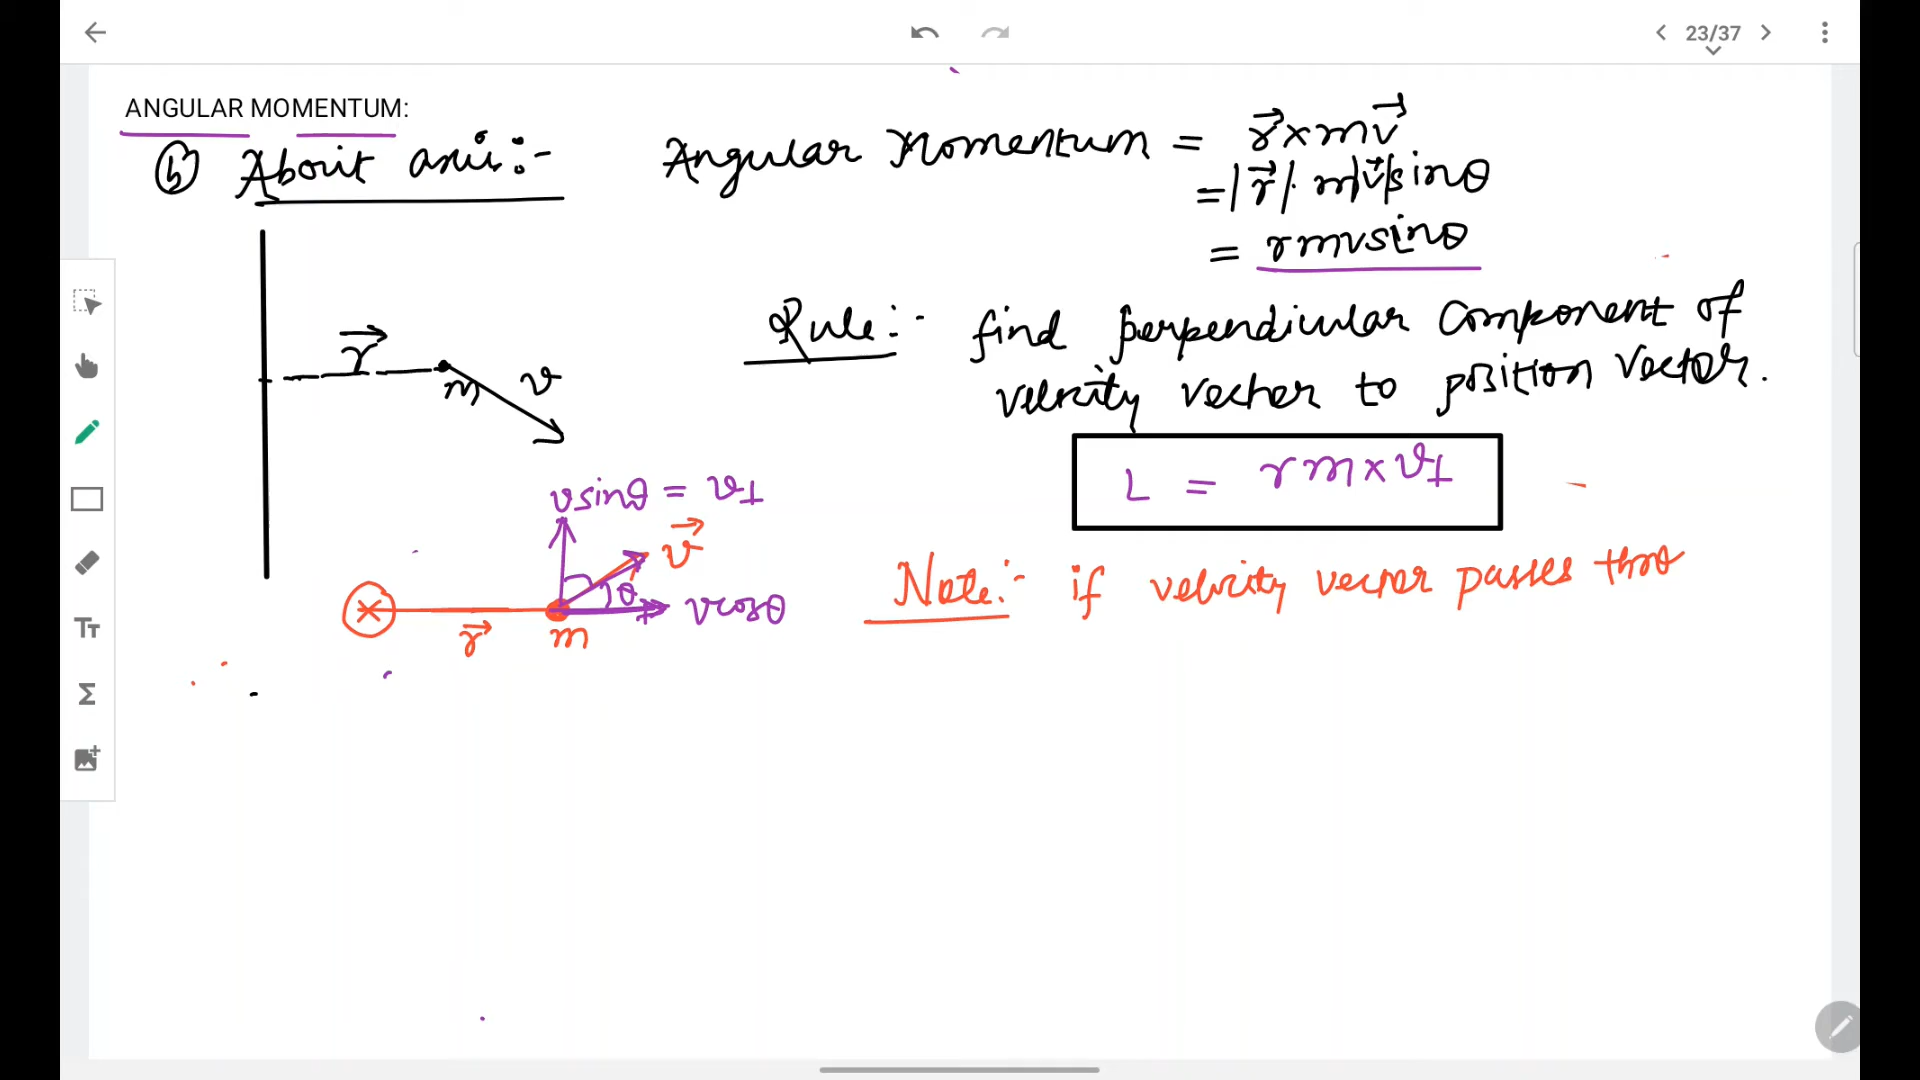 23/37
ANGULAR MOMENTUM:
ⓑ About axis:-
Angular Momentum = r⃗ × mv⃗
= |r⃗|. m|v⃗|sinθ
= rmvsinθ
r⃗
m
v
Rule:- find perpendicular component of
velocity vector to position vector.
L = rm×v⊥
vsinθ = v⊥
v⃗
θ
vcosθ
r⃗
m
Note:- if velocity vector passes thro
Tт
Σ